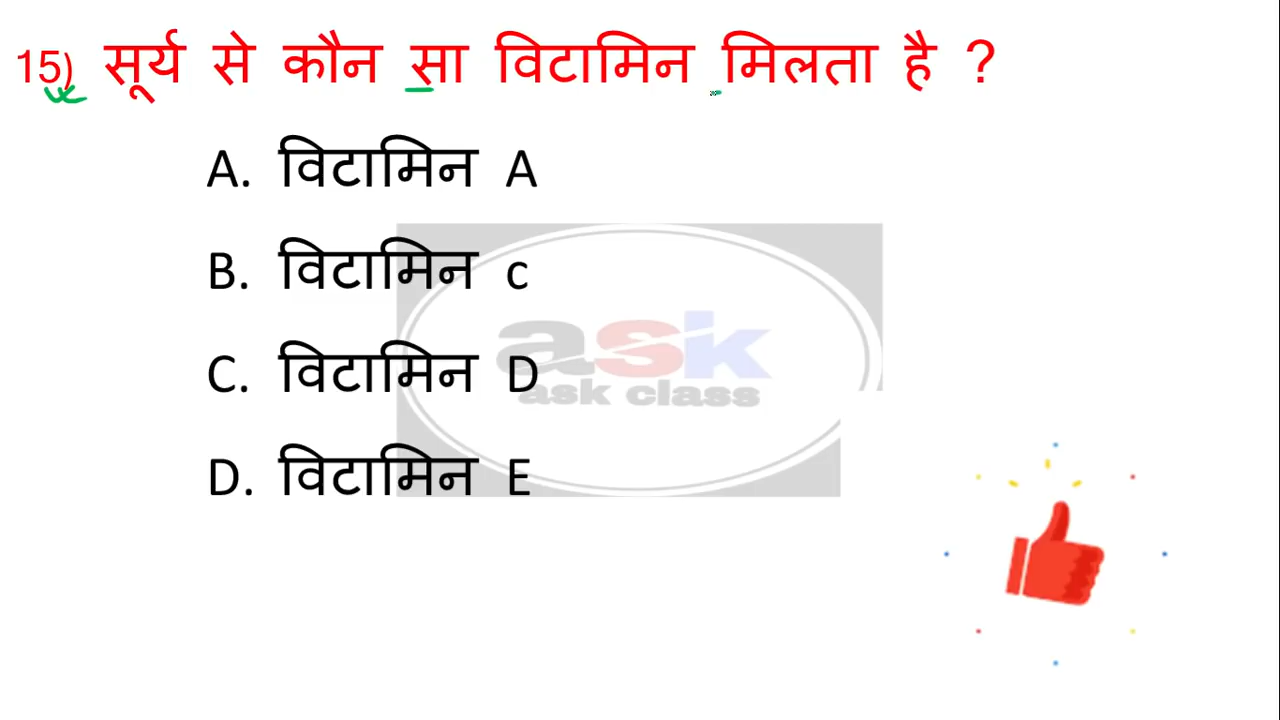 15) सूर्य से कौन सा विटामिन मिलता है ?
A. विटामिन A
B. विटामिन c
C. विटामिन D
D. विटामिन E
ask
ask class